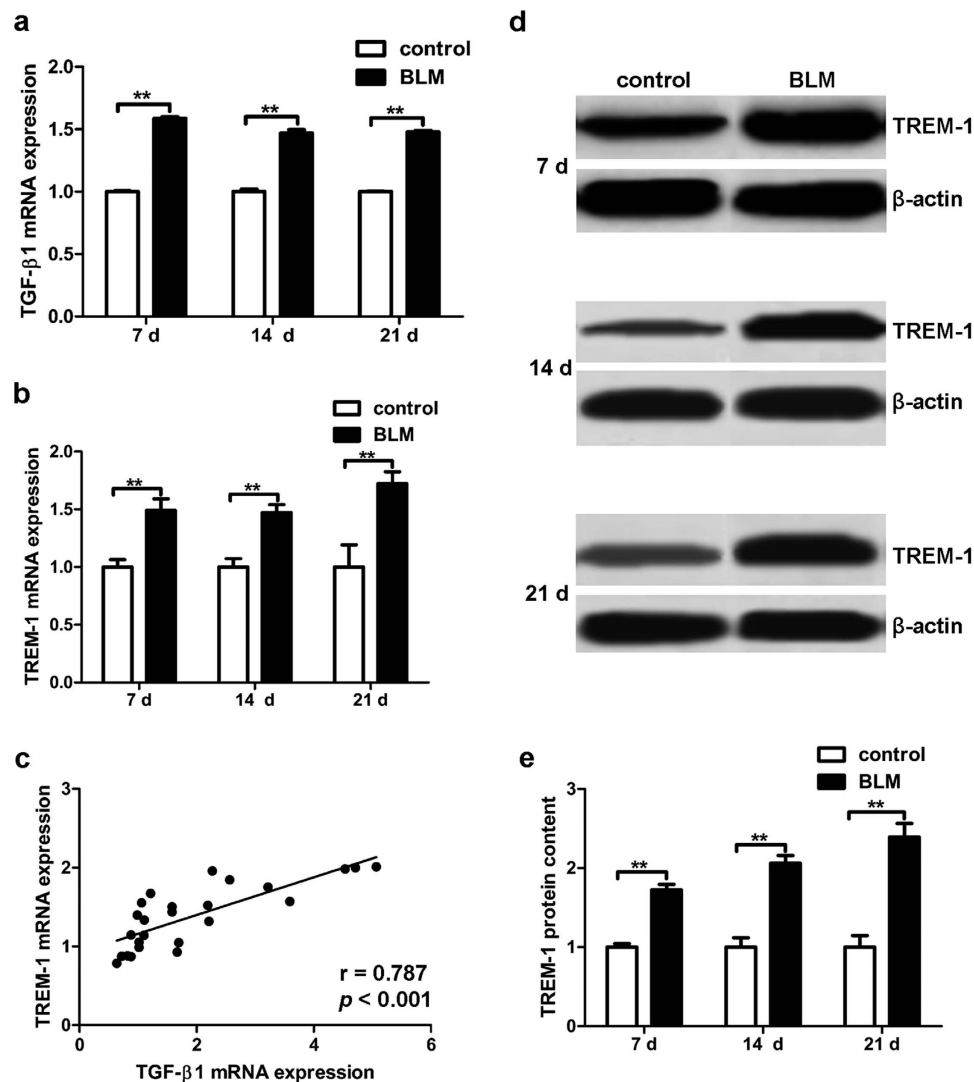 a
control
BLM
TGF-β1 mRNA expression
2.0
1.5
1.0
0.5
0.0
** ** **
7 d 14 d 21 d
b
control
BLM
TREM-1 mRNA expression
2.0
1.5
1.0
0.5
0.0
** ** **
7 d 14 d 21 d
c
TREM-1 mRNA expression
3
2
1
0
r = 0.787
p < 0.001
0 2 4 6
TGF-β1 mRNA expression
d
control BLM
TREM-1
7 d
β-actin
TREM-1
14 d
β-actin
TREM-1
21 d
β-actin
e
control
BLM
TREM-1 protein content
3
2
1
0
** ** **
7 d 14 d 21 d